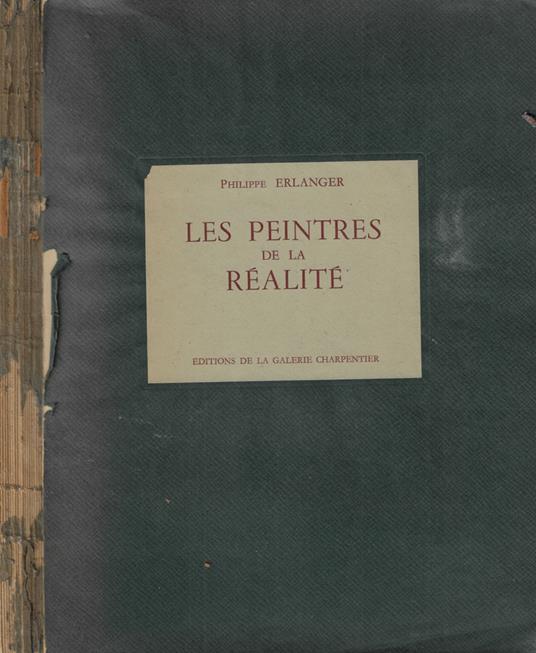 Philippe ERLANGER
LES PEINTRES
DE LA
RÉALITÉ
EDITIONS DE LA GALERIE CHARPENTIER